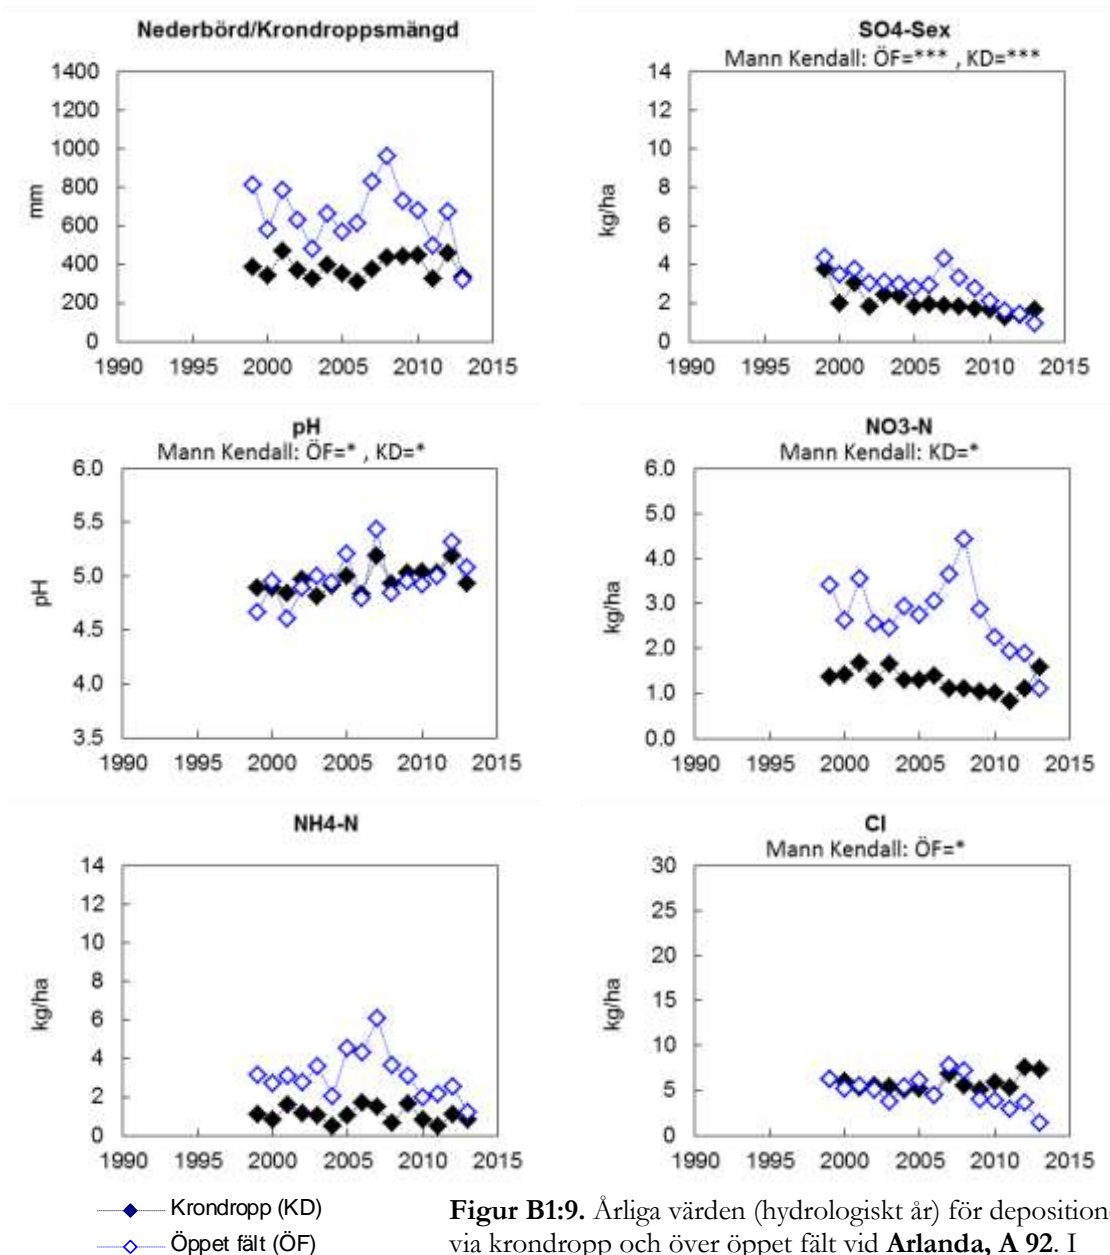 Nederbörd/Krondroppsmängd
1400
1200
1000
800
600
400
200
0
mm
1990 1995 2000 2005 2010 2015
SO4-Sex
Mann Kendall: ÖF=*** , KD=***
14
12
10
8
6
4
2
0
kg/ha
1990 1995 2000 2005 2010 2015
pH
Mann Kendall: ÖF=* , KD=*
6.0
5.5
5.0
4.5
4.0
3.5
pH
1990 1995 2000 2005 2010 2015
NO3-N
Mann Kendall: KD=*
6.0
5.0
4.0
3.0
2.0
1.0
0.0
kg/ha
1990 1995 2000 2005 2010 2015
NH4-N
14
12
10
8
6
4
2
0
kg/ha
1990 1995 2000 2005 2010 2015
Cl
Mann Kendall: ÖF=*
30
25
20
15
10
5
0
kg/ha
1990 1995 2000 2005 2010 2015
Krondropp (KD)
Öppet fält (ÖF)
Figur B1:9. Årliga värden (hydrologiskt år) för deposition
via krondropp och över öppet fält vid Arlanda, A 92. I